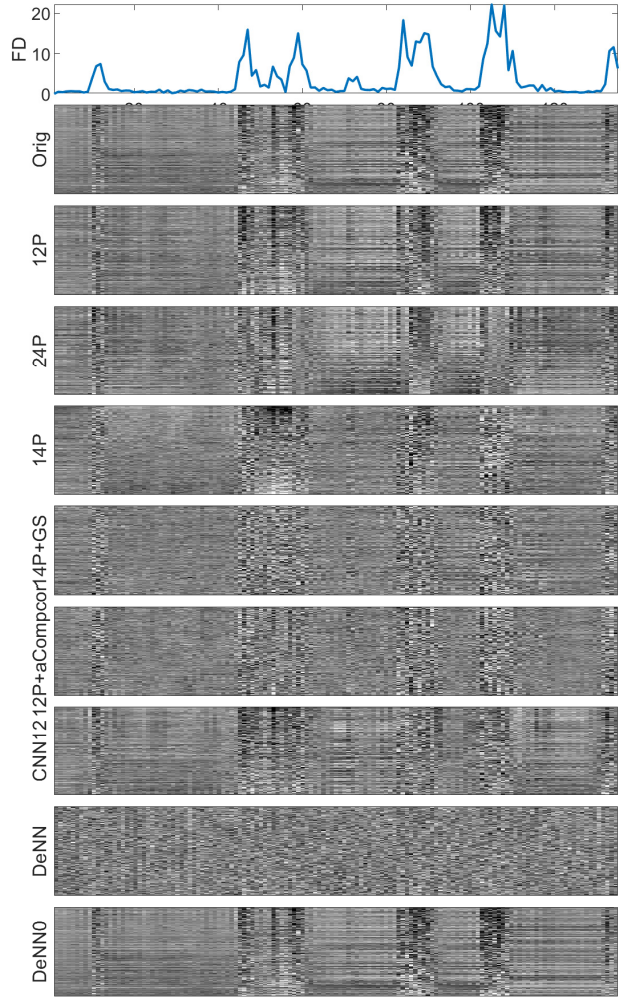 20
10
0
FD
Orig
12P
24P
14P
14P+GS
12P+aCompcor
CNN12
DeNN
DeNN0